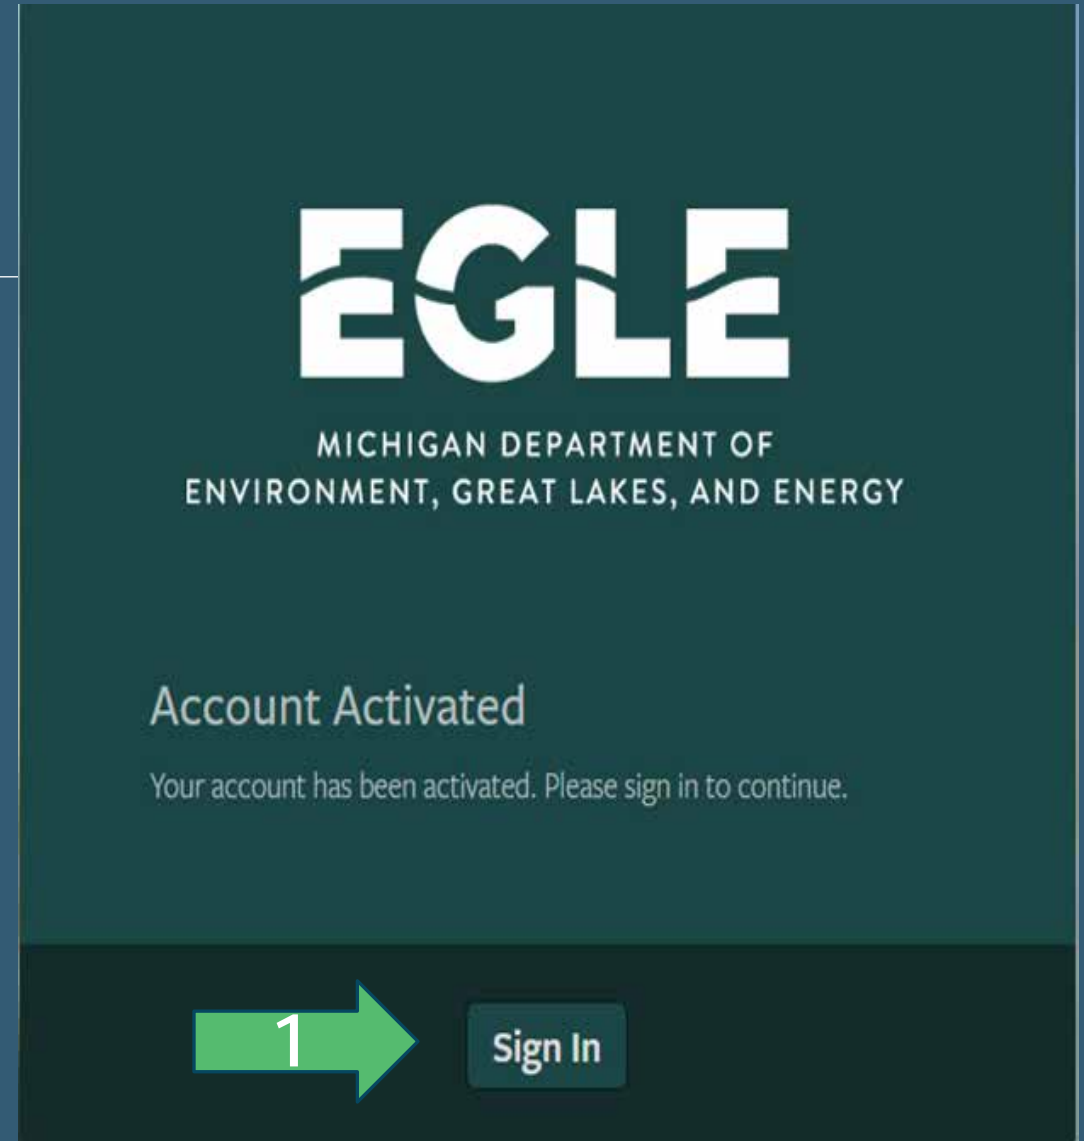 EGLE
MICHIGAN DEPARTMENT OF
ENVIRONMENT, GREAT LAKES, AND ENERGY
Account Activated
Your account has been activated. Please sign in to continue.
1
Sign In